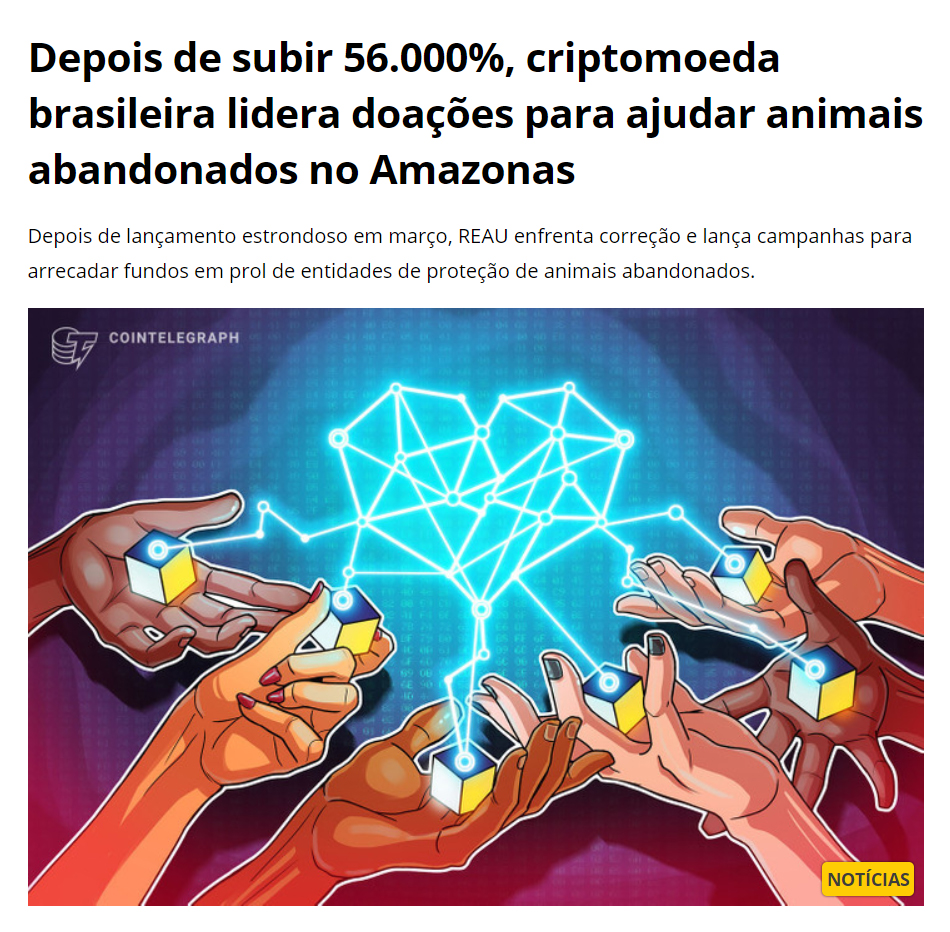 Depois de subir 56.000%, criptomoeda
brasileira lidera doações para ajudar animais
abandonados no Amazonas
Depois de lançamento estrondoso em março, REAU enfrenta correção e lança campanhas para
arrecadar fundos em prol de entidades de proteção de animais abandonados.
COINTELEGRAPH
NOTÍCIAS